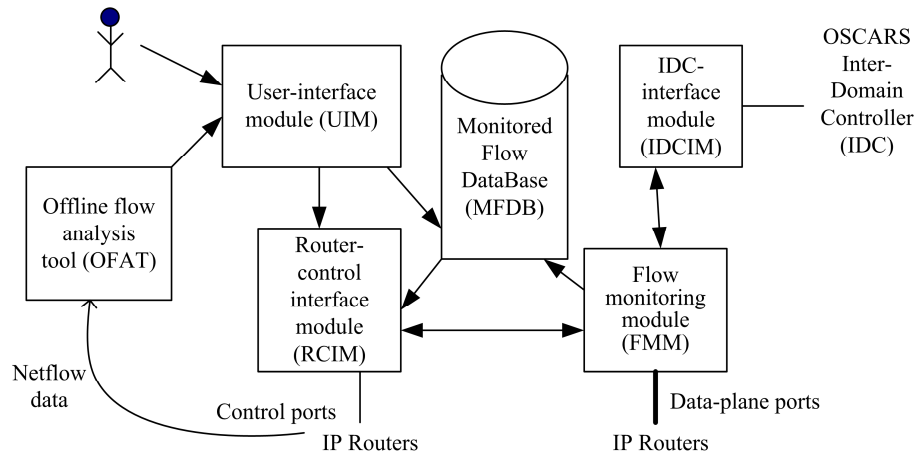 User-interface
module (UIM)
Monitored
Flow
DataBase
(MFDB)
IDC-
interface
module
(IDCIM)
OSCARS
Inter-
Domain
Controller
(IDC)
Offline flow
analysis
tool (OFAT)
Router-
control
interface
module
(RCIM)
Flow
monitoring
module
(FMM)
Netflow
data
Control ports
IP Routers
Data-plane ports
IP Routers